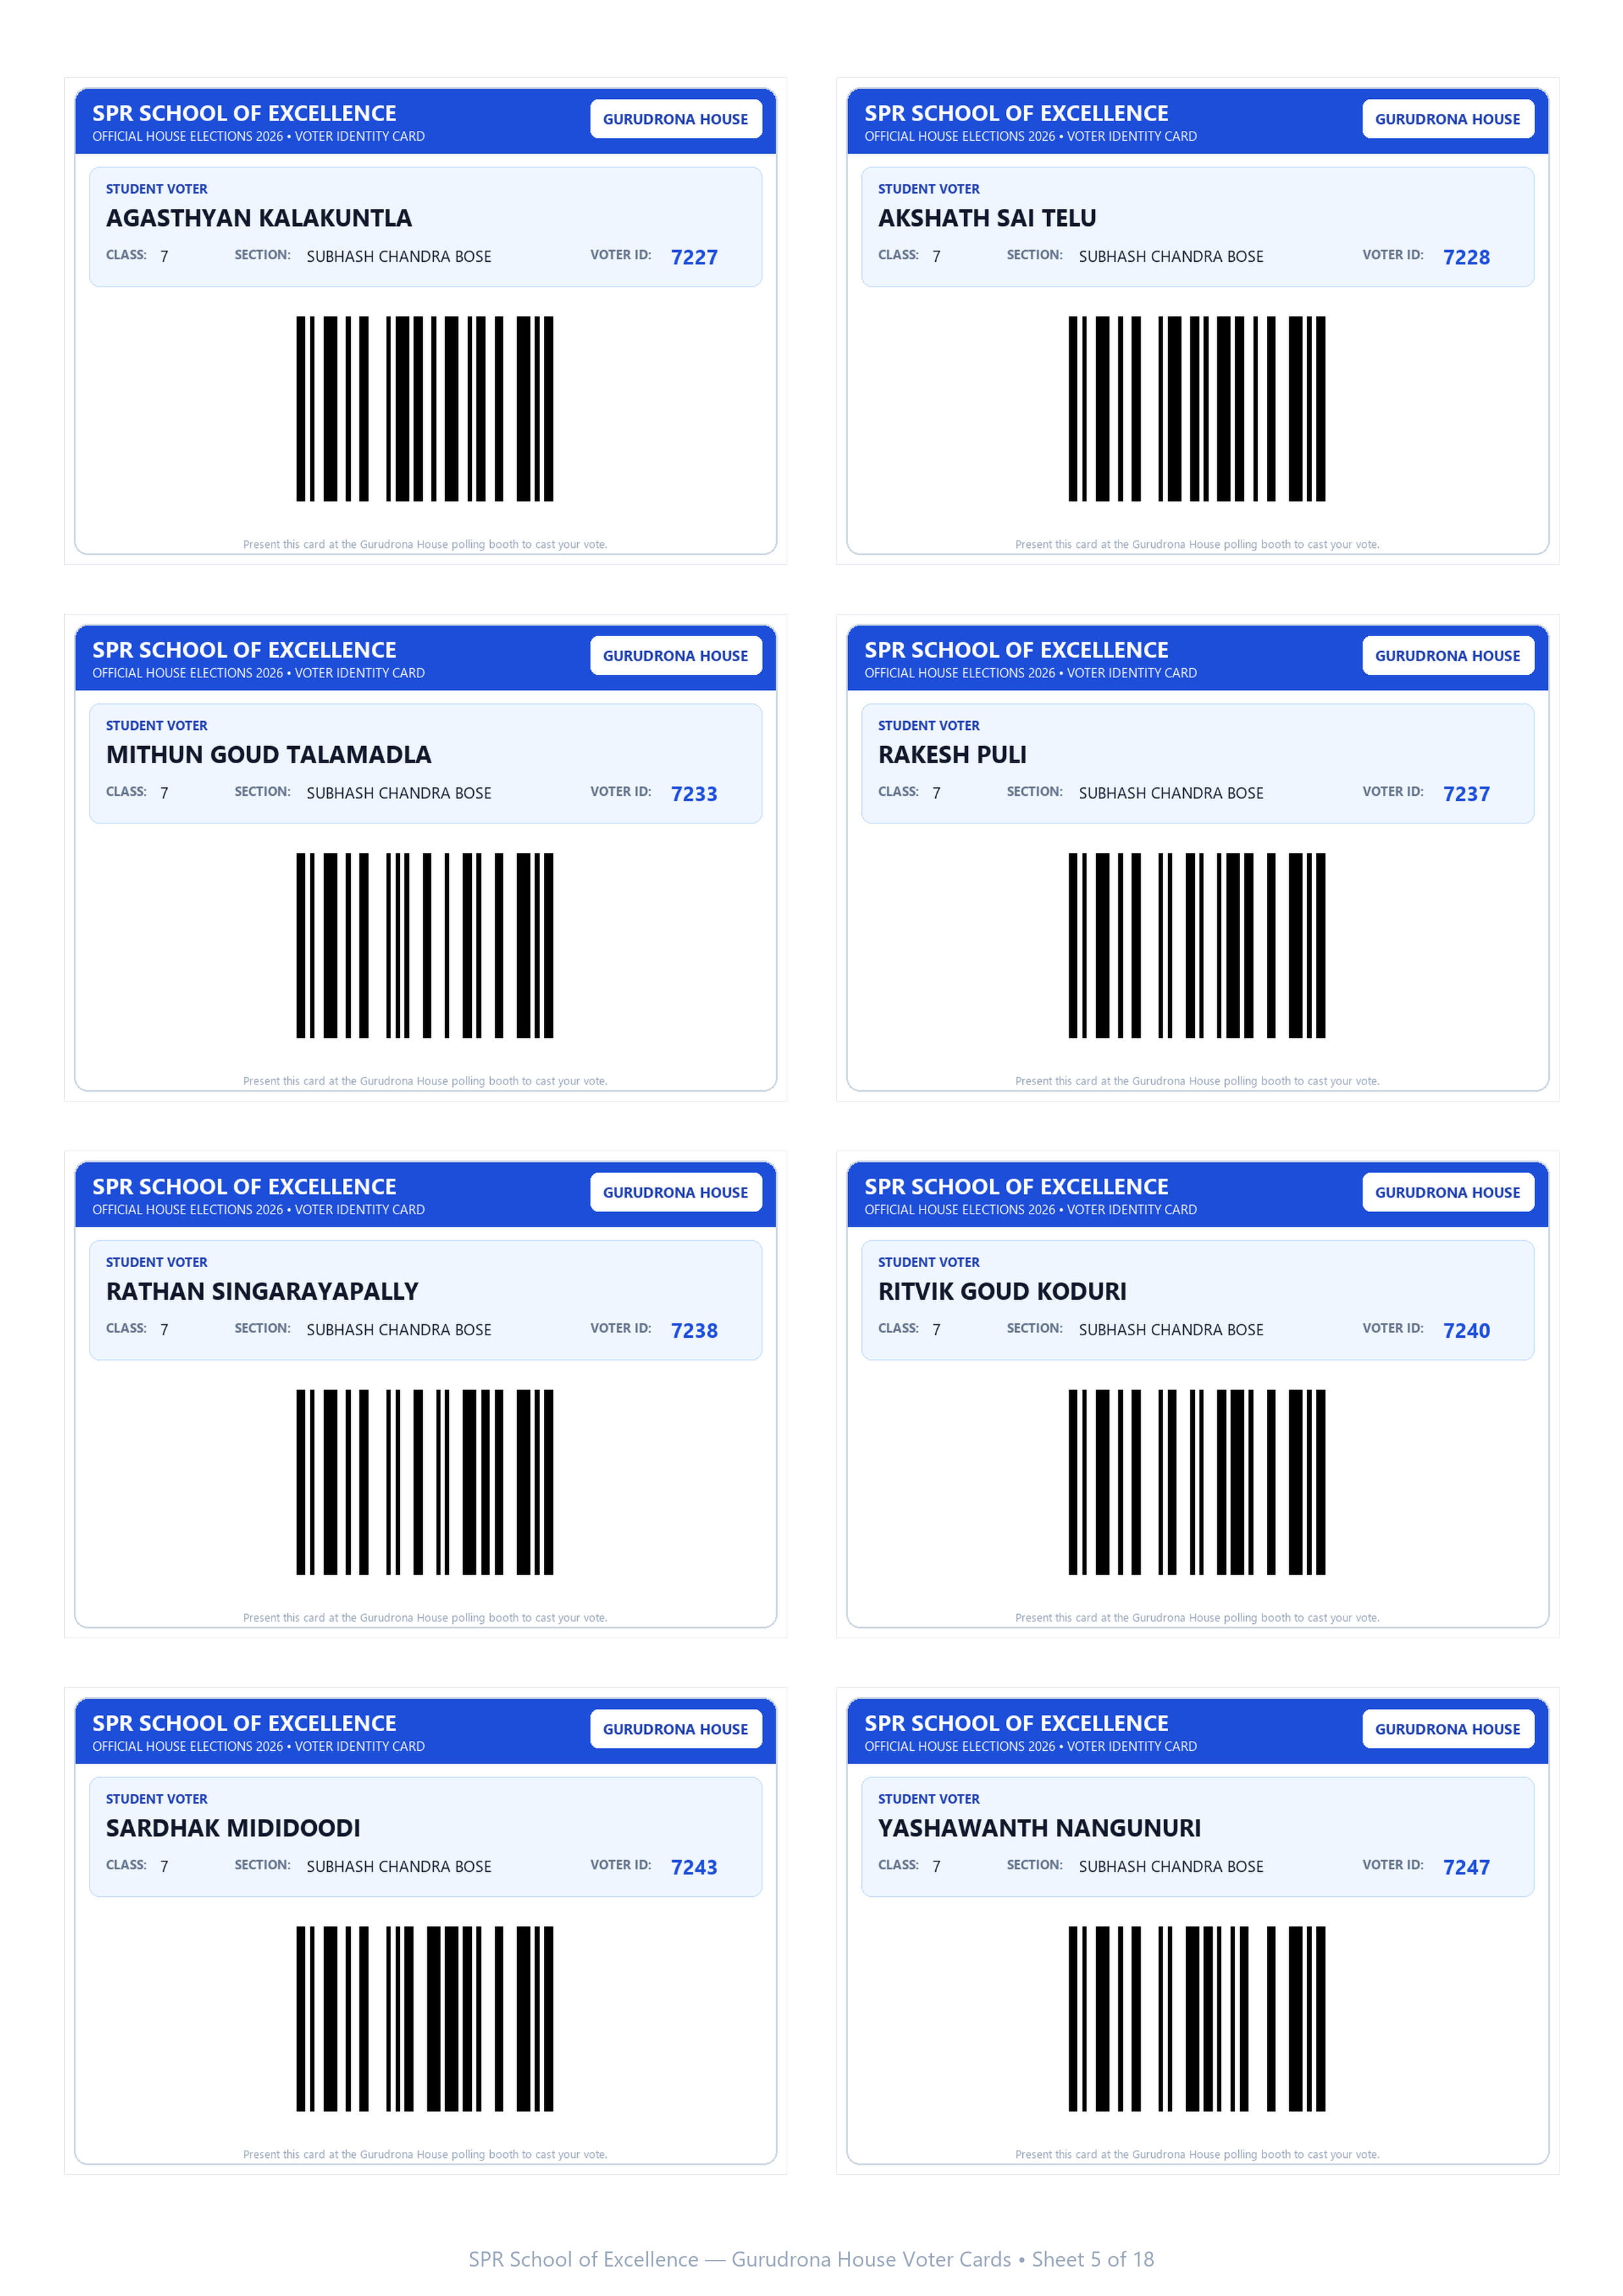 SPR SCHOOL OF EXCELLENCE
OFFICIAL HOUSE ELECTIONS 2026 • VOTER IDENTITY CARD
GURUDRONA HOUSE
STUDENT VOTER
AGASTHYAN KALAKUNTLA
CLASS: 7 SECTION: SUBHASH CHANDRA BOSE VOTER ID: 7227
Present this card at the Gurudrona House polling booth to cast your vote.
SPR SCHOOL OF EXCELLENCE
OFFICIAL HOUSE ELECTIONS 2026 • VOTER IDENTITY CARD
GURUDRONA HOUSE
STUDENT VOTER
AKSHATH SAI TELU
CLASS: 7 SECTION: SUBHASH CHANDRA BOSE VOTER ID: 7228
Present this card at the Gurudrona House polling booth to cast your vote.
SPR SCHOOL OF EXCELLENCE
OFFICIAL HOUSE ELECTIONS 2026 • VOTER IDENTITY CARD
GURUDRONA HOUSE
STUDENT VOTER
MITHUN GOUD TALAMADLA
CLASS: 7 SECTION: SUBHASH CHANDRA BOSE VOTER ID: 7233
Present this card at the Gurudrona House polling booth to cast your vote.
SPR SCHOOL OF EXCELLENCE
OFFICIAL HOUSE ELECTIONS 2026 • VOTER IDENTITY CARD
GURUDRONA HOUSE
STUDENT VOTER
RAKESH PULI
CLASS: 7 SECTION: SUBHASH CHANDRA BOSE VOTER ID: 7237
Present this card at the Gurudrona House polling booth to cast your vote.
SPR SCHOOL OF EXCELLENCE
OFFICIAL HOUSE ELECTIONS 2026 • VOTER IDENTITY CARD
GURUDRONA HOUSE
STUDENT VOTER
RATHAN SINGARAYAPALLY
CLASS: 7 SECTION: SUBHASH CHANDRA BOSE VOTER ID: 7238
Present this card at the Gurudrona House polling booth to cast your vote.
SPR SCHOOL OF EXCELLENCE
OFFICIAL HOUSE ELECTIONS 2026 • VOTER IDENTITY CARD
GURUDRONA HOUSE
STUDENT VOTER
RITVIK GOUD KODURI
CLASS: 7 SECTION: SUBHASH CHANDRA BOSE VOTER ID: 7240
Present this card at the Gurudrona House polling booth to cast your vote.
SPR SCHOOL OF EXCELLENCE
OFFICIAL HOUSE ELECTIONS 2026 • VOTER IDENTITY CARD
GURUDRONA HOUSE
STUDENT VOTER
SARDHAK MIDIDOODI
CLASS: 7 SECTION: SUBHASH CHANDRA BOSE VOTER ID: 7243
Present this card at the Gurudrona House polling booth to cast your vote.
SPR SCHOOL OF EXCELLENCE
OFFICIAL HOUSE ELECTIONS 2026 • VOTER IDENTITY CARD
GURUDRONA HOUSE
STUDENT VOTER
YASHAWANTH NANGUNURI
CLASS: 7 SECTION: SUBHASH CHANDRA BOSE VOTER ID: 7247
Present this card at the Gurudrona House polling booth to cast your vote.
SPR School of Excellence — Gurudrona House Voter Cards • Sheet 5 of 18